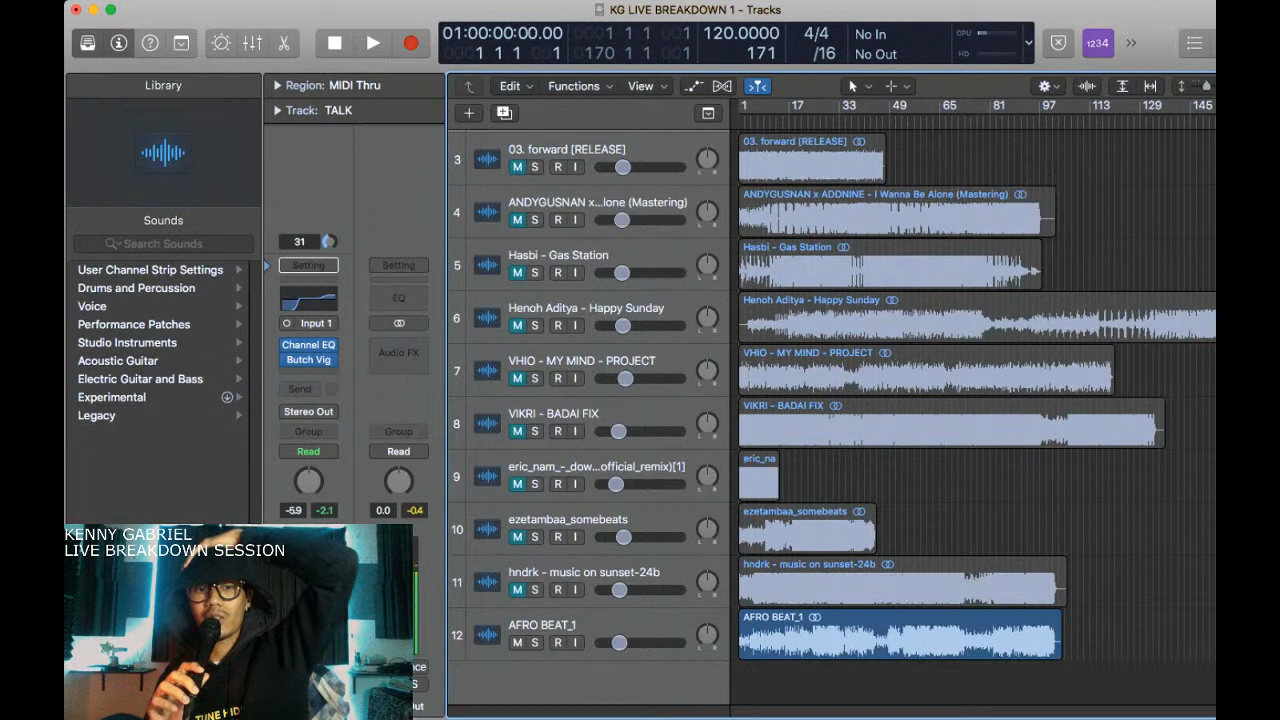 KG LIVE BREAKDOWN 1 - Tracks
01:00:00:00.00
1 1 1 1
120.0000
4/4
No In
CPU
001 1 1 1
0170 1 1 1
171
/16
No Out
HD
1234
Library
Region: MIDI Thru
Track: TALK
Edit
Functions
View
1 17 33 49 65 81 97 113 129 145
Sounds
Search Sounds
User Channel Strip Settings
Drums and Percussion
Voice
Performance Patches
Studio Instruments
Acoustic Guitar
Electric Guitar and Bass
Experimental
Legacy
31
Setting
Setting
EQ
Input 1
Channel EQ
Butch Vig
Audio FX
Send
Stereo Out
Group
Group
Read
Read
-5.9 -2.1
0.0 -0.4
3
03. forward [RELEASE]
M S R I
03. forward [RELEASE]
4
ANDYGUSNAN x...lone (Mastering)
M S R I
ANDYGUSNAN x ADDNINE - I Wanna Be Alone (Mastering)
5
Hasbi - Gas Station
M S R I
Hasbi - Gas Station
6
Henoh Aditya - Happy Sunday
M S R I
Henoh Aditya - Happy Sunday
7
VHIO - MY MIND - PROJECT
M S R I
VHIO - MY MIND - PROJECT
8
VIKRI - BADAI FIX
M S R I
VIKRI - BADAI FIX
9
eric_nam_-_dow...official_remix)[1]
M S R I
eric_na
10
ezetambaa_somebeats
M S R I
ezetambaa_somebeats
11
hndrk - music on sunset-24b
M S R I
hndrk - music on sunset-24b
12
AFRO BEAT_1
M S R I
AFRO BEAT_1
KENNY GABRIEL
LIVE BREAKDOWN SESSION